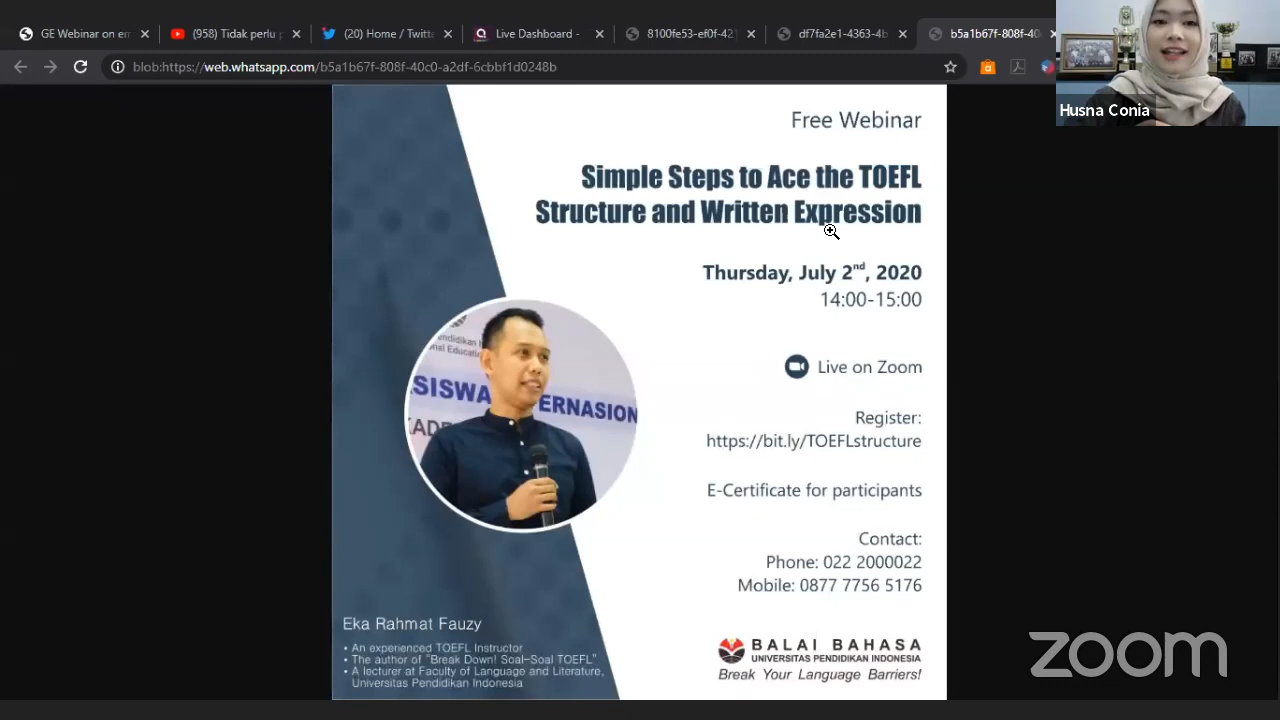 GE Webinar on em
(958) Tidak perlu p
(20) Home / Twitte
Live Dashboard -
8100fe53-ef0f-42
df7fa2e1-4363-4b
b5a1b67f-808f-40
blob:https://web.whatsapp.com/b5a1b67f-808f-40c0-a2df-6cbbf1d0248b
Husna Conia
Free Webinar
Simple Steps to Ace the TOEFL
Structure and Written Expression
Thursday, July 2nd, 2020
14:00-15:00
Live on Zoom
Register:
https://bit.ly/TOEFLstructure
E-Certificate for participants
Contact:
Phone: 022 2000022
Mobile: 0877 7756 5176
SISWA ERNASION
KADE
Eka Rahmat Fauzy
• An experienced TOEFL Instructor
• The author of "Break Down! Soal-Soal TOEFL"
• A lecturer at Faculty of Language and Literature,
Universitas Pendidikan Indonesia
BALAI BAHASA
UNIVERSITAS PENDIDIKAN INDONESIA
Break Your Language Barriers!
zoom